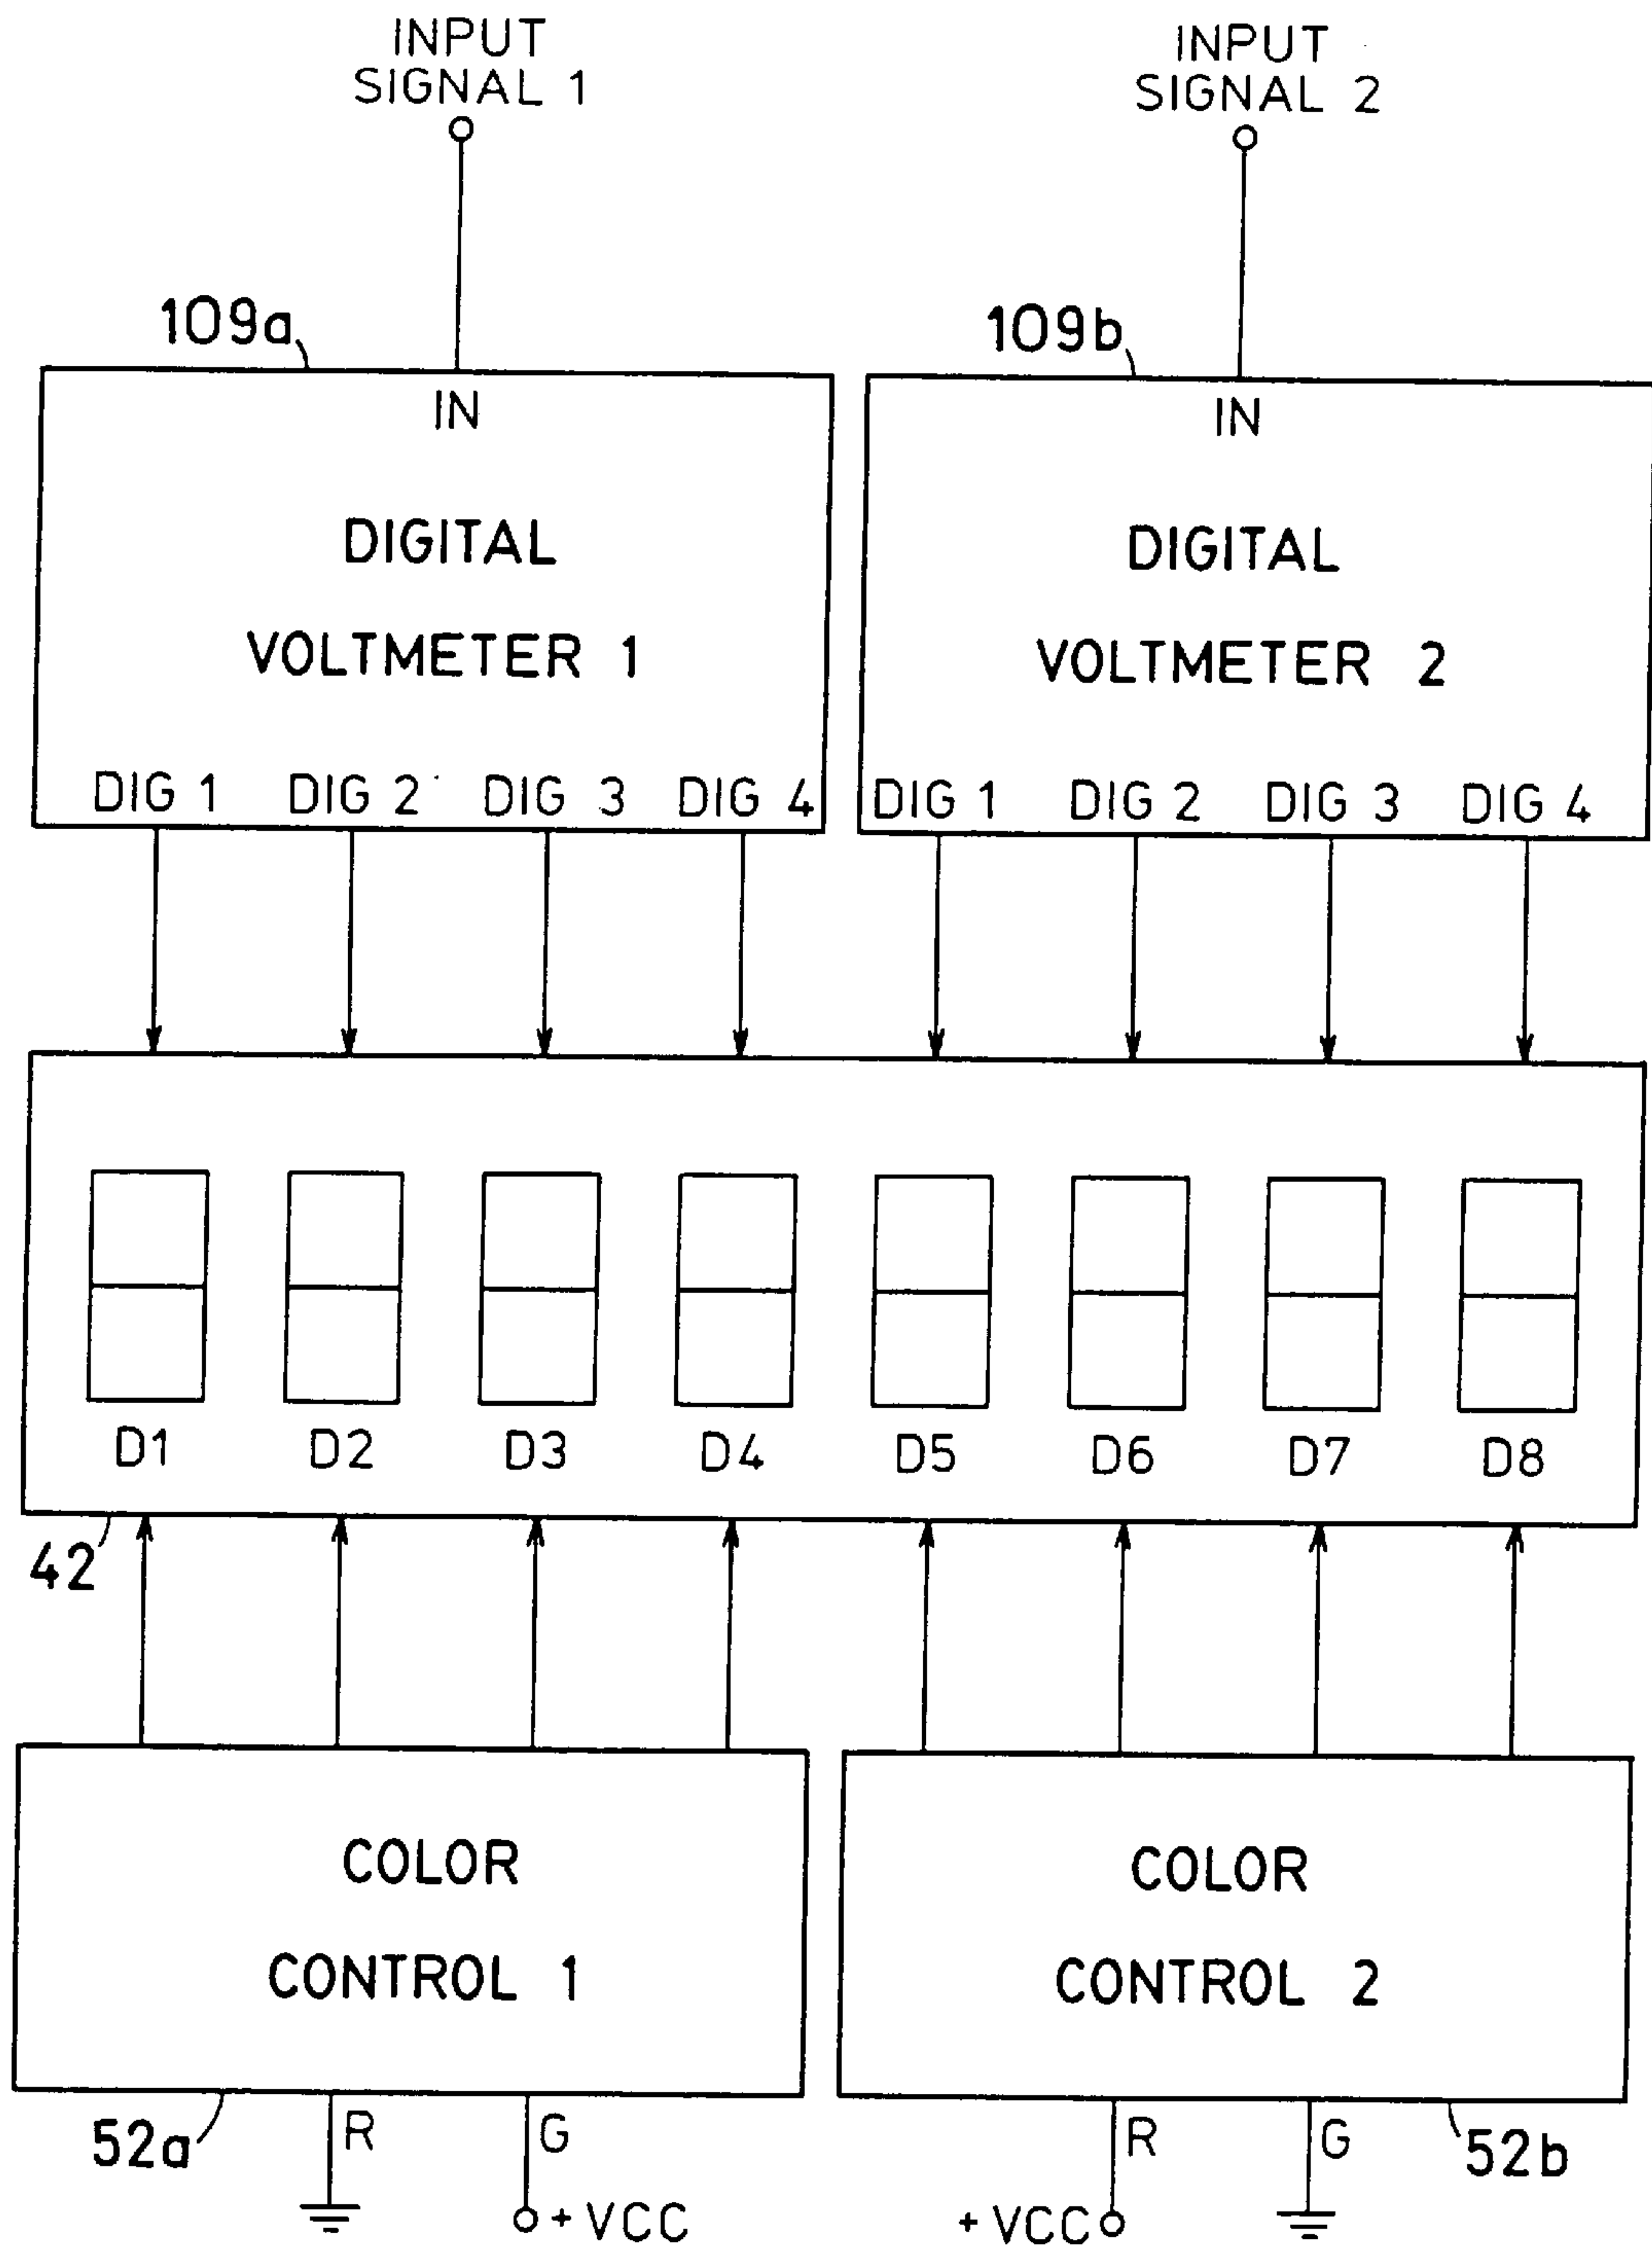 INPUT
SIGNAL 1
INPUT
SIGNAL 2
109a
109b
IN
IN
DIGITAL
VOLTMETER 1
DIGITAL
VOLTMETER 2
DIG 1 DIG 2 DIG 3 DIG 4
DIG 1 DIG 2 DIG 3 DIG 4
D1 D2 D3 D4 D5 D6 D7 D8
42
COLOR
CONTROL 1
COLOR
CONTROL 2
52a
R
G
R
G
52b
+ VCC
+ VCC